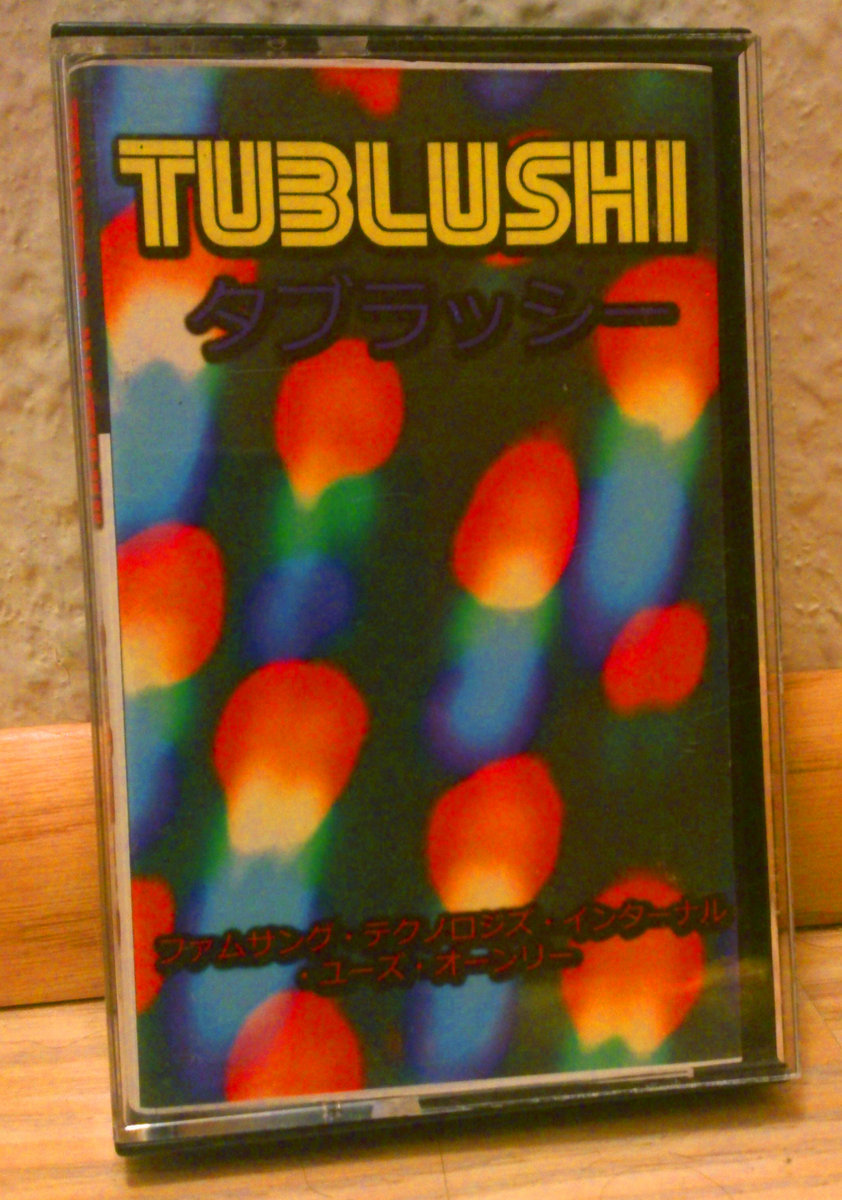 TUBLUSHI
タブラッシー
ファムサング・テクノロジズ・インターナル
・ユーズ・オーンリー